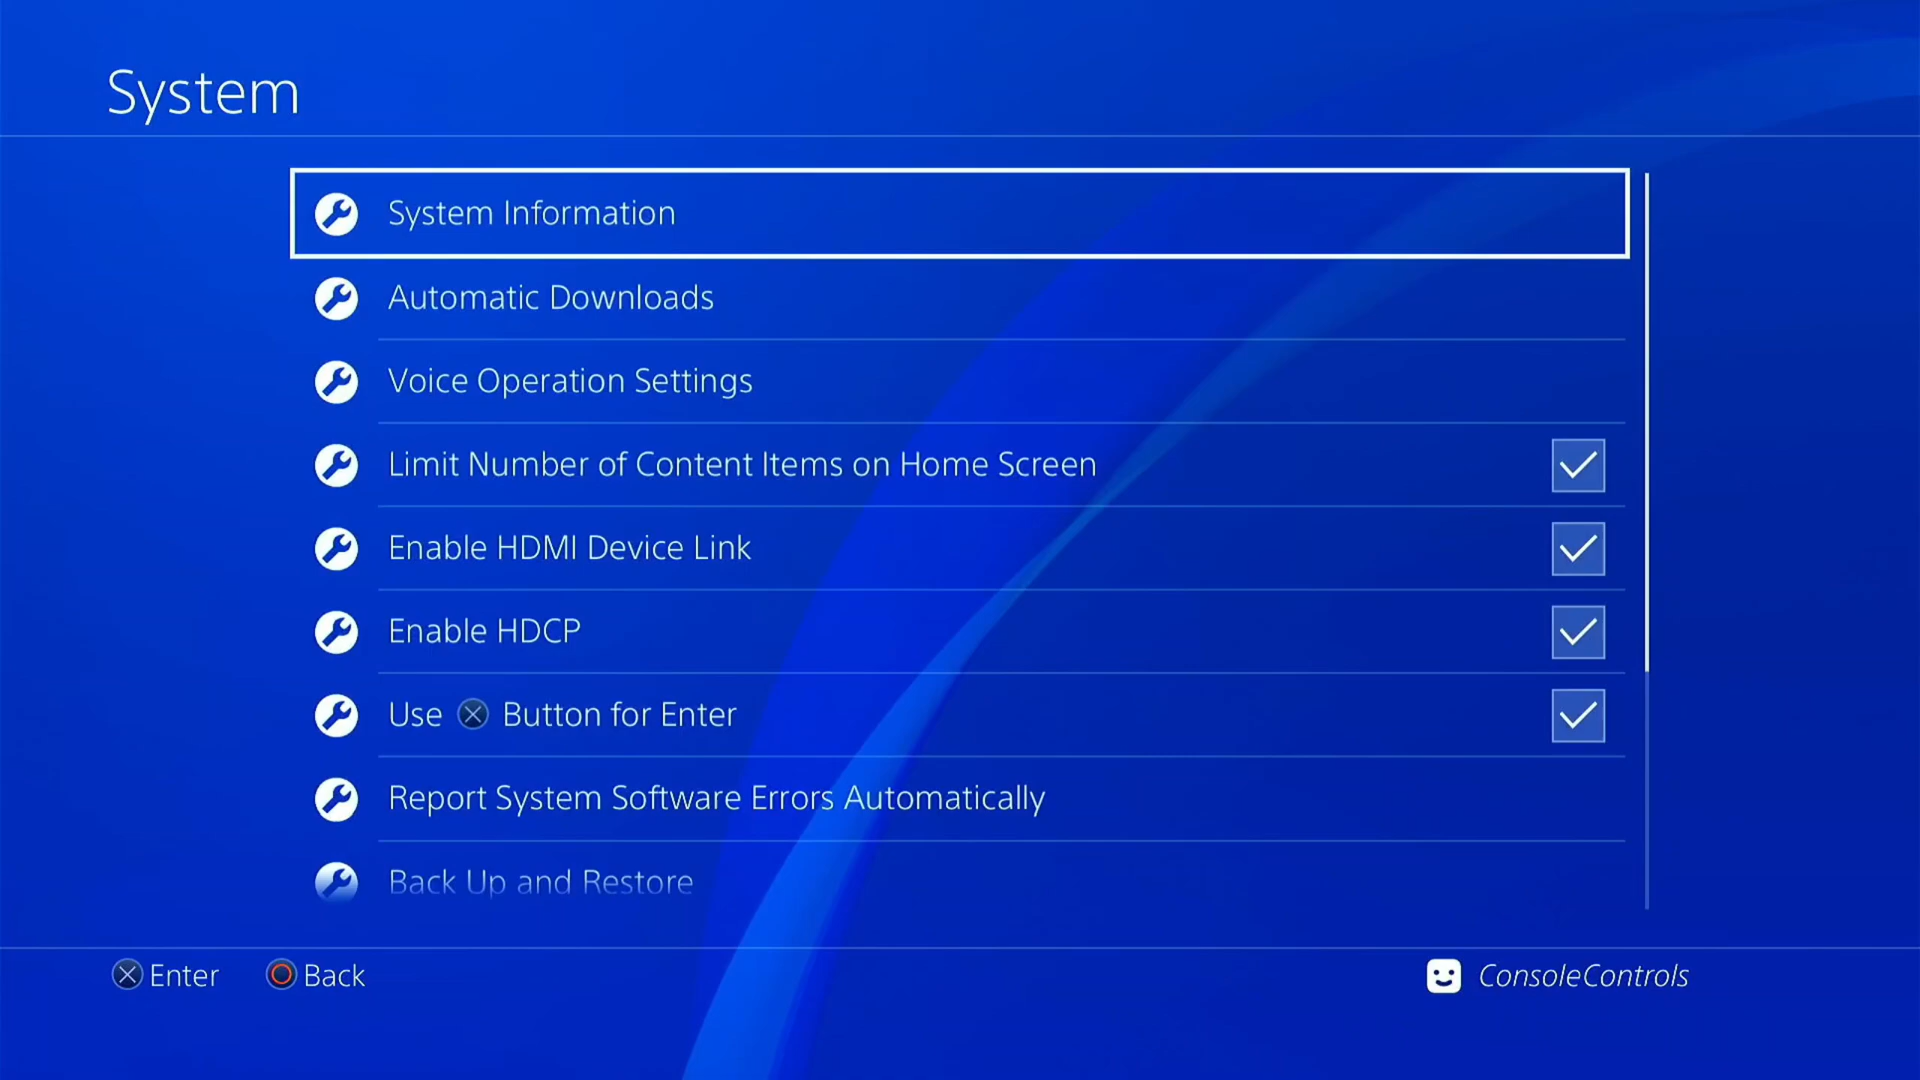 System
System Information
Automatic Downloads
Voice Operation Settings
Limit Number of Content Items on Home Screen
Enable HDMI Device Link
Enable HDCP
Use Ⓧ Button for Enter
Report System Software Errors Automatically
Back Up and Restore
Enter Back ConsoleControls